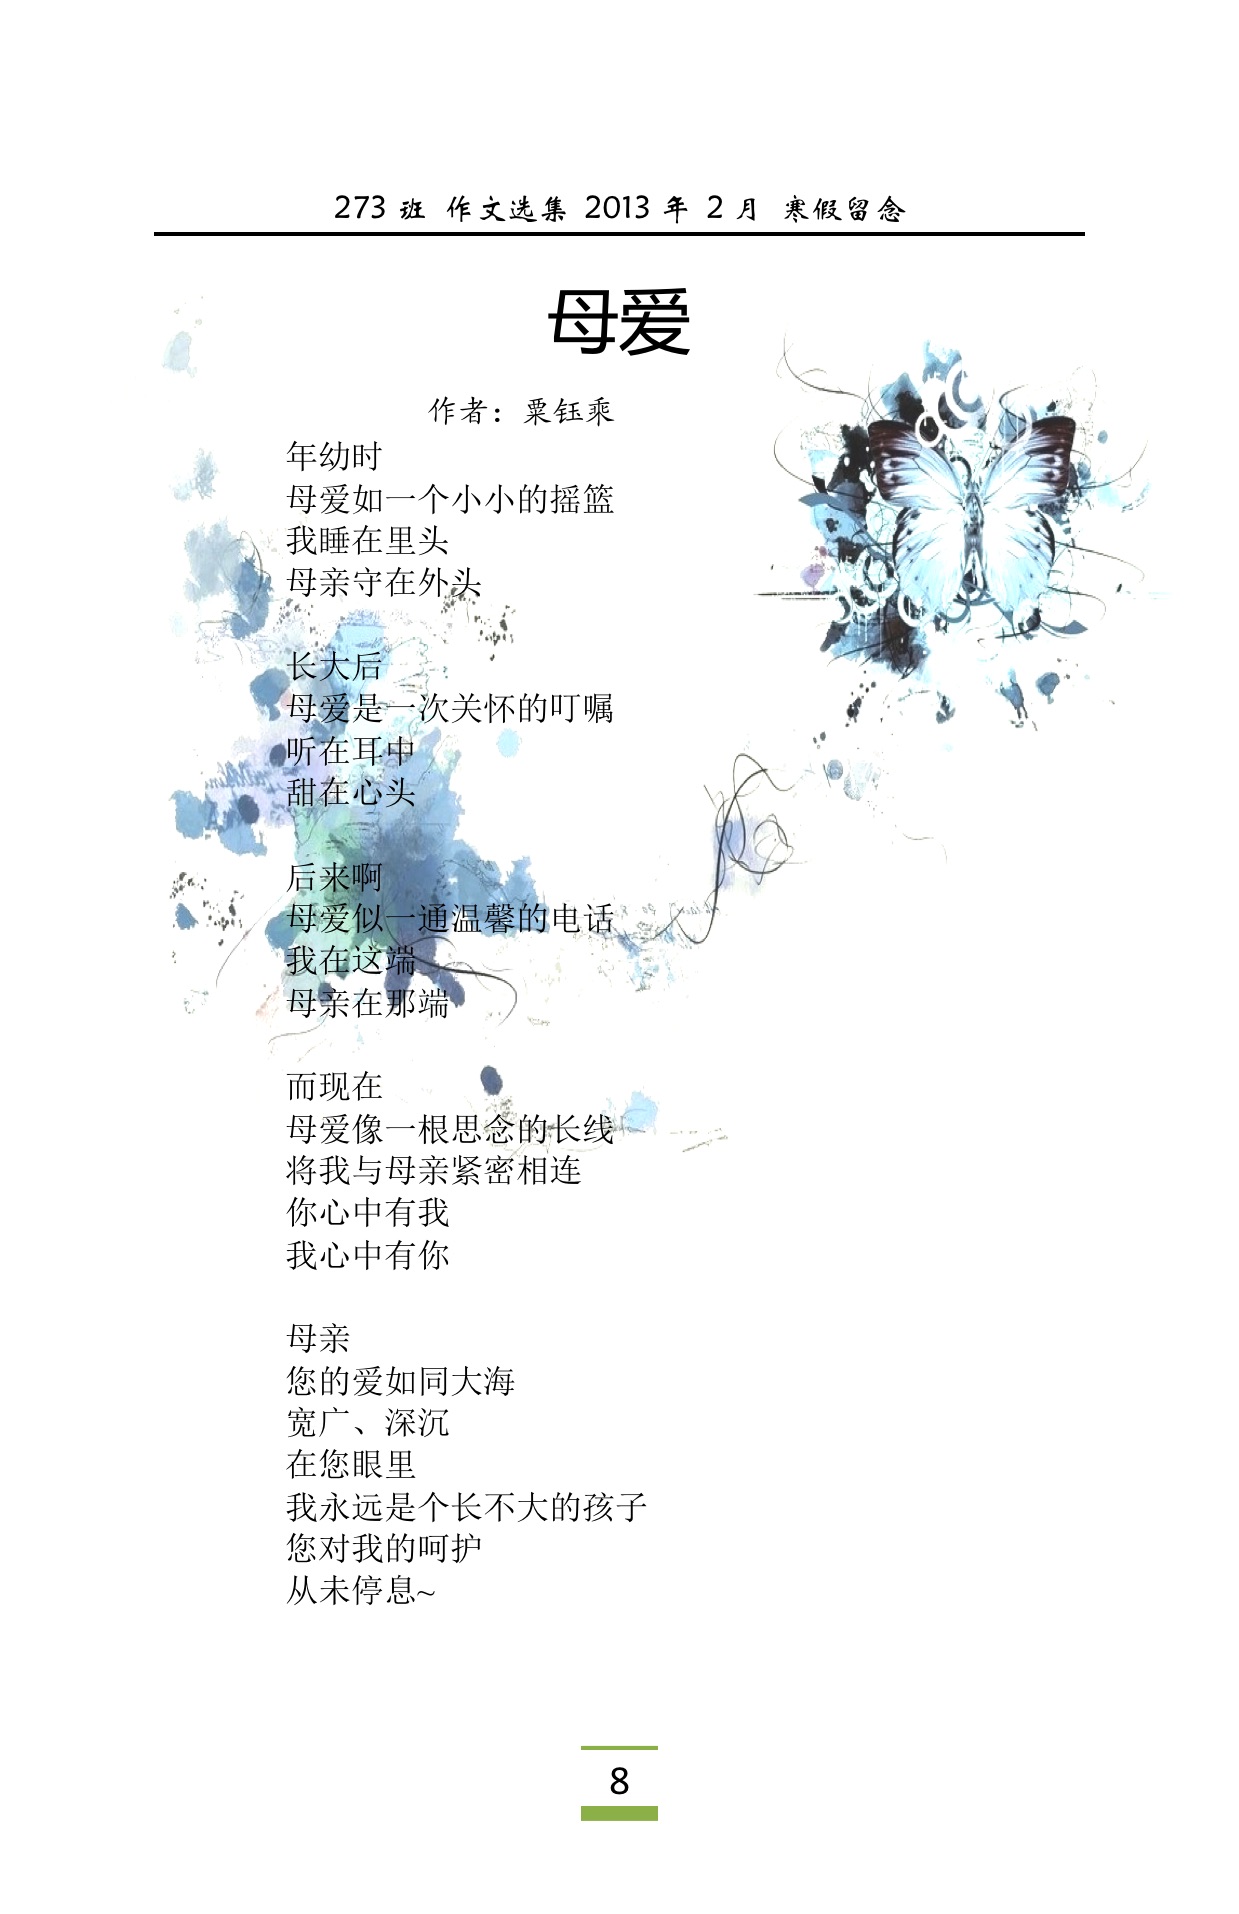 273 班 作文选集 2013 年 2 月 寒假留念
母爱
作者：粟钰乘
年幼时
母爱如一个小小的摇篮
我睡在里头
母亲守在外头
长大后
母爱是一次关怀的叮嘱
听在耳中
甜在心头
后来啊
母爱似一通温馨的电话
我在这端
母亲在那端
而现在
母爱像一根思念的长线
将我与母亲紧密相连
你心中有我
我心中有你
母亲
您的爱如同大海
宽广、深沉
在您眼里
我永远是个长不大的孩子
您对我的呵护
从未停息~
8